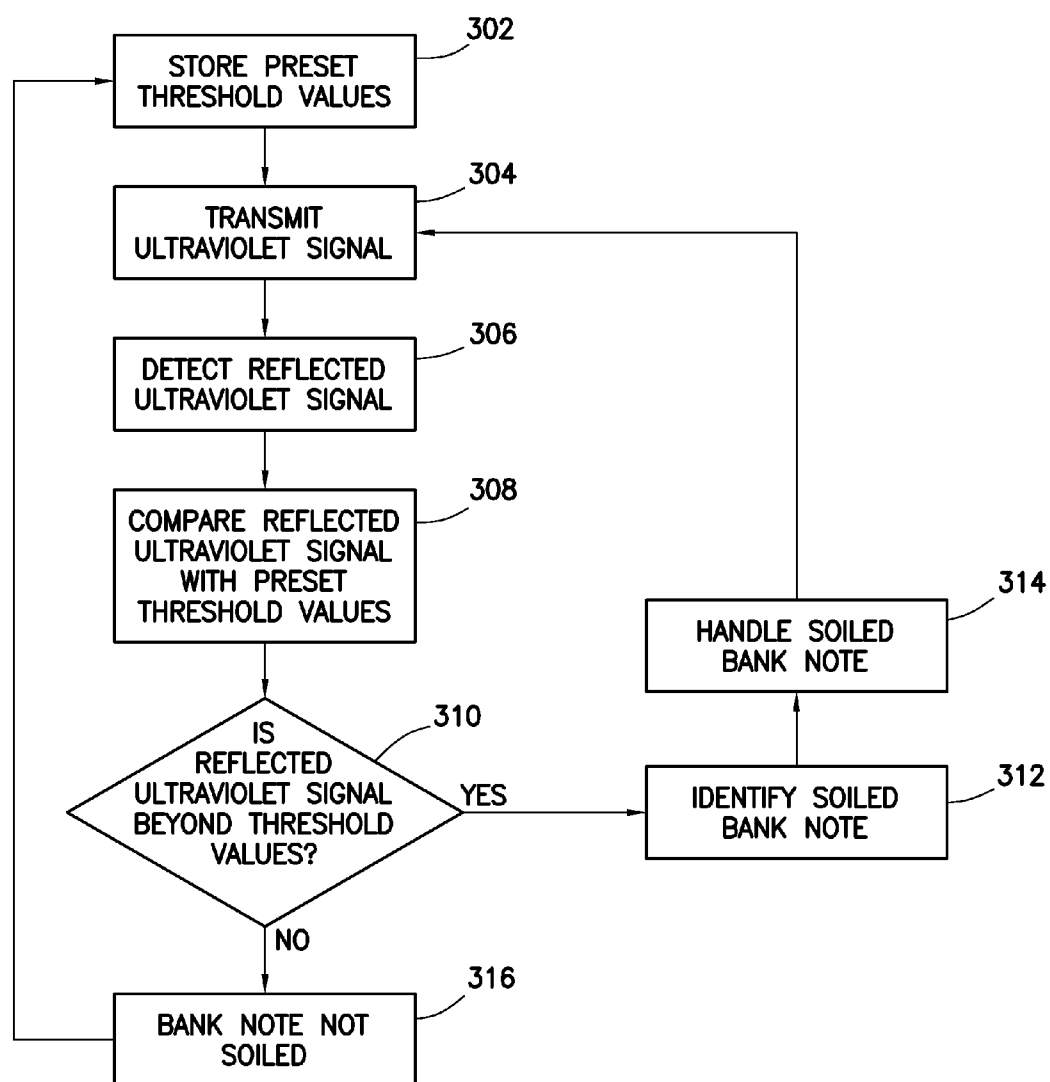 302
STORE PRESET
THRESHOLD VALUES
304
TRANSMIT
ULTRAVIOLET SIGNAL
306
DETECT REFLECTED
ULTRAVIOLET SIGNAL
308
COMPARE REFLECTED
ULTRAVIOLET SIGNAL
WITH PRESET
THRESHOLD VALUES
310
IS
REFLECTED
ULTRAVIOLET SIGNAL
BEYOND THRESHOLD
VALUES?
YES
312
IDENTIFY SOILED
BANK NOTE
314
HANDLE SOILED
BANK NOTE
NO
316
BANK NOTE NOT
SOILED